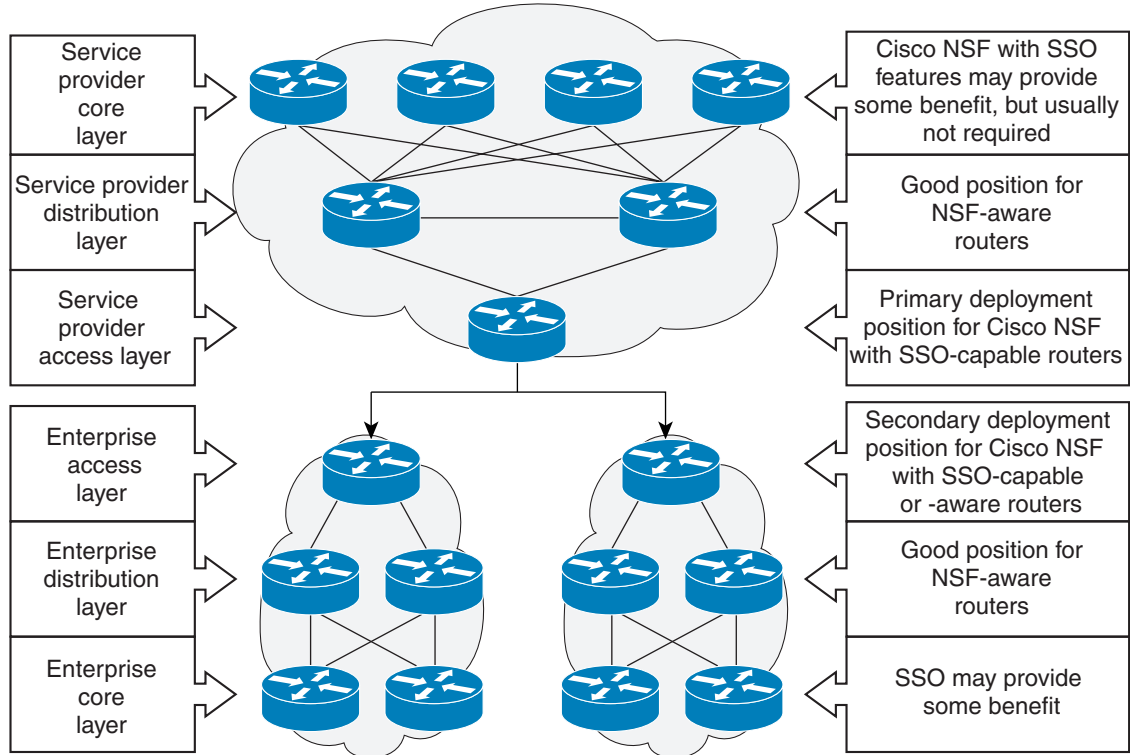 Service
provider
core
layer
Cisco NSF with SSO
features may provide
some benefit, but usually
not required
Service provider
distribution
layer
Good position for
NSF-aware
routers
Service
provider
access layer
Primary deployment
position for Cisco NSF
with SSO-capable routers
Enterprise
access
layer
Secondary deployment
position for Cisco NSF
with SSO-capable
or -aware routers
Enterprise
distribution
layer
Good position for
NSF-aware
routers
Enterprise
core
layer
SSO may provide
some benefit